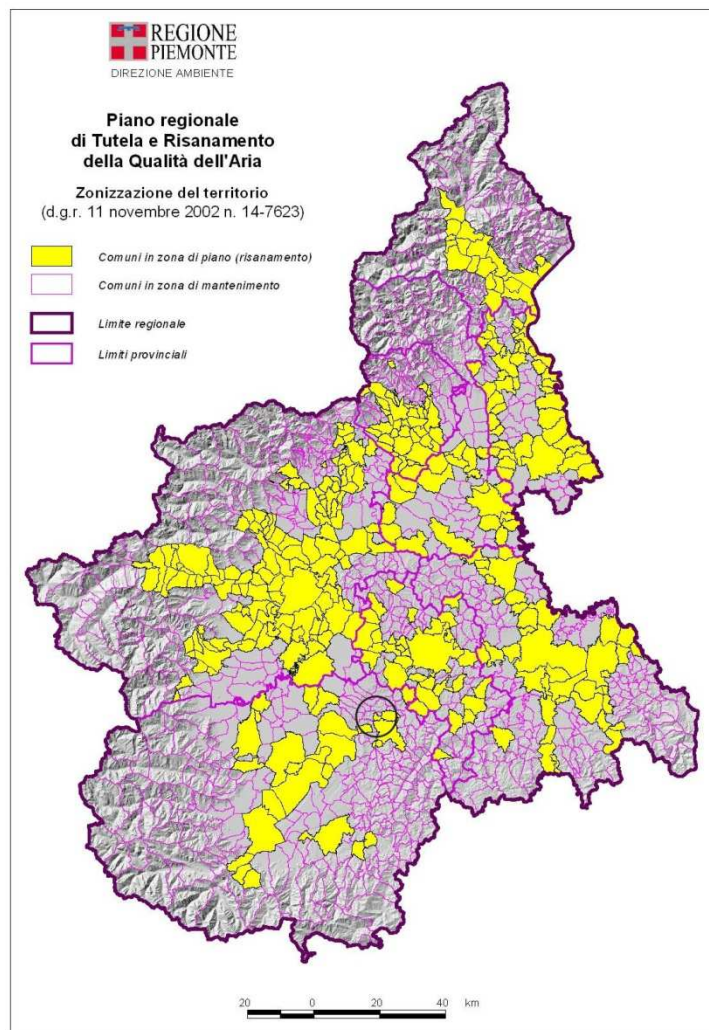 REGIONE
PIEMONTE
DIREZIONE AMBIENTE
Piano regionale
di Tutela e Risanamento
della Qualità dell'Aria
Zonizzazione del territorio
(d.g.r. 11 novembre 2002 n. 14-7623)
Comuni in zona di piano (risanamento)
Comuni in zona di mantenimento
Limite regionale
Limiti provinciali
20 0 20 40 km